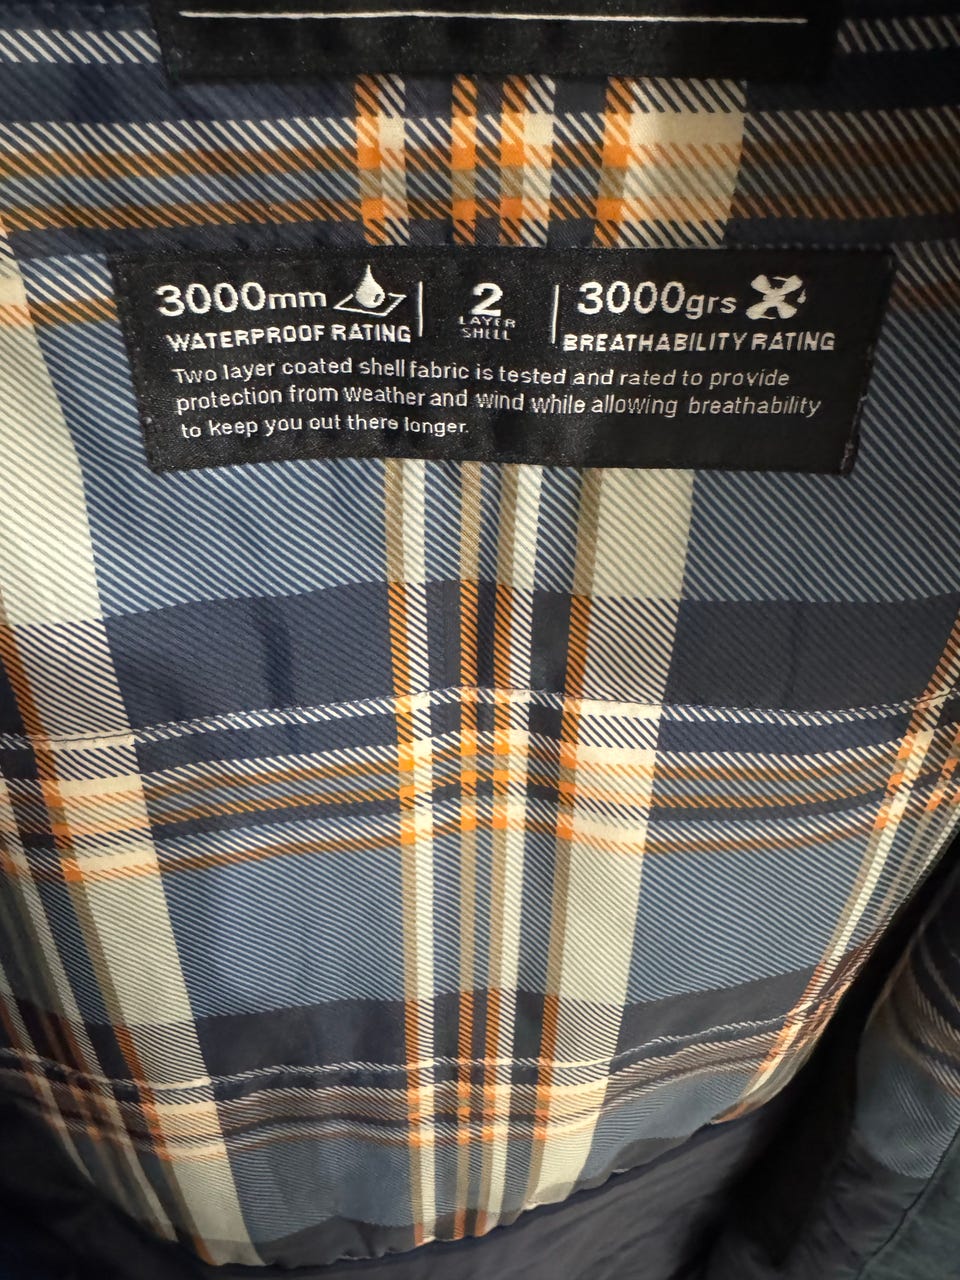 3000mm | 2 | 3000grs
LAYER
SHELL
WATERPROOF RATING BREATHABILITY RATING
Two layer coated shell fabric is tested and rated to provide
protection from weather and wind while allowing breathability
to keep you out there longer.